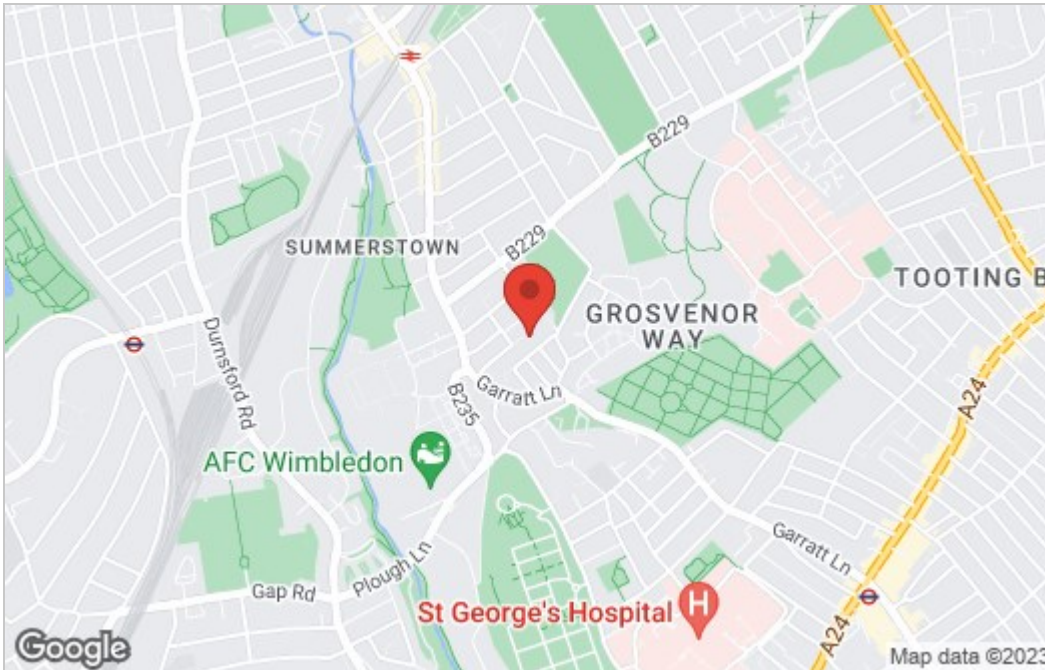 B229
SUMMERSTOWN
B229
TOOTING B
GROSVENOR
WAY
Durnsford Rd
Garratt Ln
B235
A24
AFC Wimbledon
Plough Ln
Garratt Ln
Gap Rd
St George's Hospital
H
A24
Google
Map data ©2023